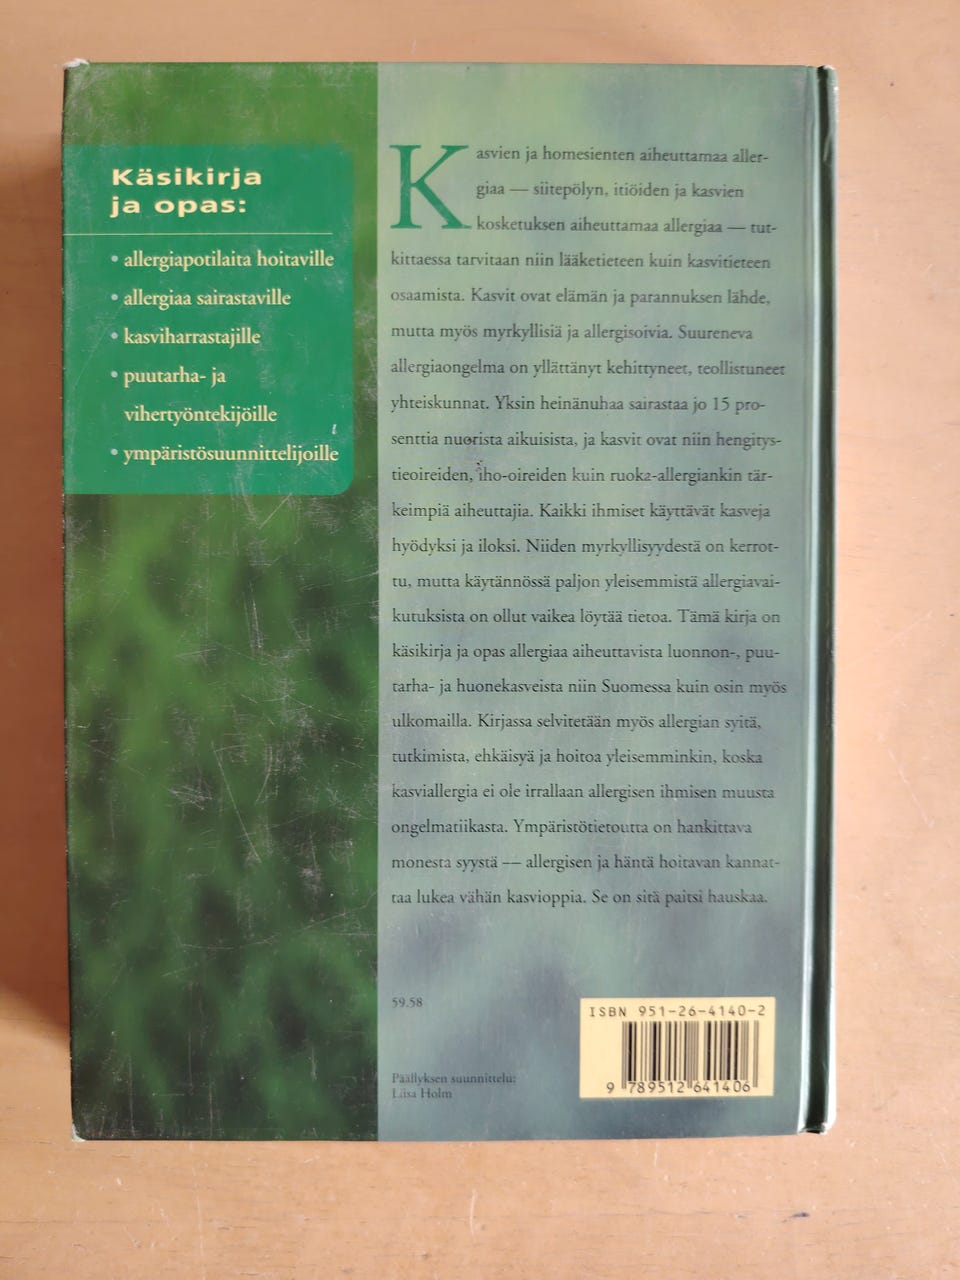 Käsikirja
ja opas:
• allergiapotilaita hoitaville
• allergiaa sairastaville
• kasviharrastajille
• puutarha- ja
vihertyöntekijöille
• ympäristösuunnittelijoille
Kasvien ja homesienten aiheuttamaa aller-
giaa — siitepölyn, itiöiden ja kasvien
kosketuksen aiheuttamaa allergiaa — tut-
kittaessa tarvitaan niin lääketieteen kuin kasvitieteen
osaamista. Kasvit ovat elämän ja parannuksen lähde,
mutta myös myrkyllisiä ja allergisoivia. Suureneva
allergiaongelma on yllättänyt kehittyneet, teollistuneet
yhteiskunnat. Yksin heinänuhaa sairastaa jo 15 pro-
senttia nuorista aikuisista, ja kasvit ovat niin hengitys-
tieoireiden, iho-oireiden kuin ruoka-allergiankin tär-
keimpiä aiheuttajia. Kaikki ihmiset käyttävät kasveja
hyödyksi ja iloksi. Niiden myrkyllisyydestä on kerrot-
tu, mutta käytännössä paljon yleisemmistä allergiavai-
kutuksista on ollut vaikea löytää tietoa. Tämä kirja on
käsikirja ja opas allergiaa aiheuttavista luonnon-, puu-
tarha- ja huonekasveista niin Suomessa kuin osin myös
ulkomailla. Kirjassa selvitetään myös allergian syitä,
tutkimista, ehkäisyä ja hoitoa yleisemminkin, koska
kasviallergia ei ole irrallaan allergisen ihmisen muusta
ongelmatiikasta. Ympäristötietoutta on hankittava
monesta syystä — allergisen ja häntä hoitavan kannat-
taa lukea vähän kasvioppia. Se on sitä paitsi hauskaa.
59.58
Päällyksen suunnittelu:
Liisa Holm
ISBN 951-26-4140-2
9 789512 641406